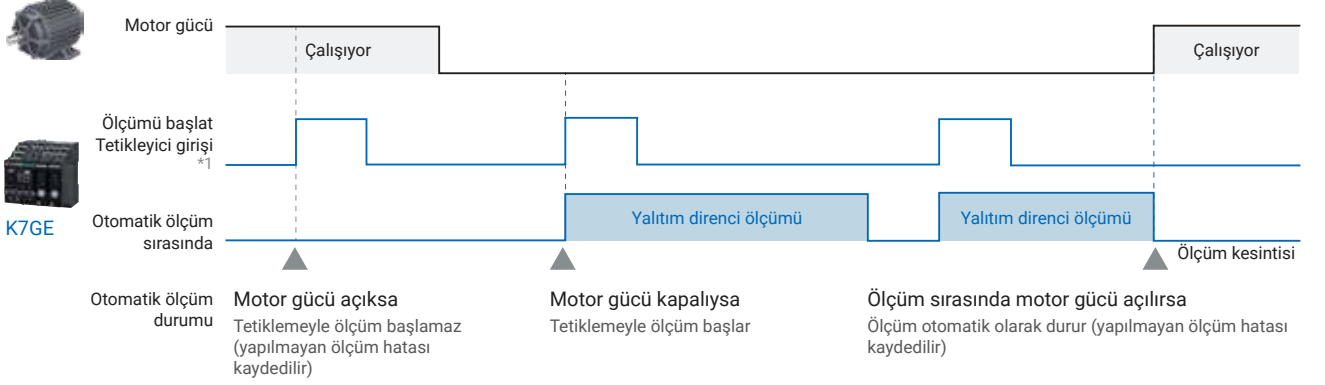 Motor gücü
Çalışıyor
Çalışıyor
Ölçümü başlat
Tetikleyici girişi
*1
K7GE
Otomatik ölçüm
sırasında
Yalıtım direnci ölçümü
Yalıtım direnci ölçümü
Ölçüm kesintisi
Otomatik ölçüm
durumu
Motor gücü açıksa
Tetiklemeyle ölçüm başlamaz
(yapılmayan ölçüm hatası
kaydedilir)
Motor gücü kapalıysa
Tetiklemeyle ölçüm başlar
Ölçüm sırasında motor gücü açılırsa
Ölçüm otomatik olarak durur (yapılmayan ölçüm hatası
kaydedilir)